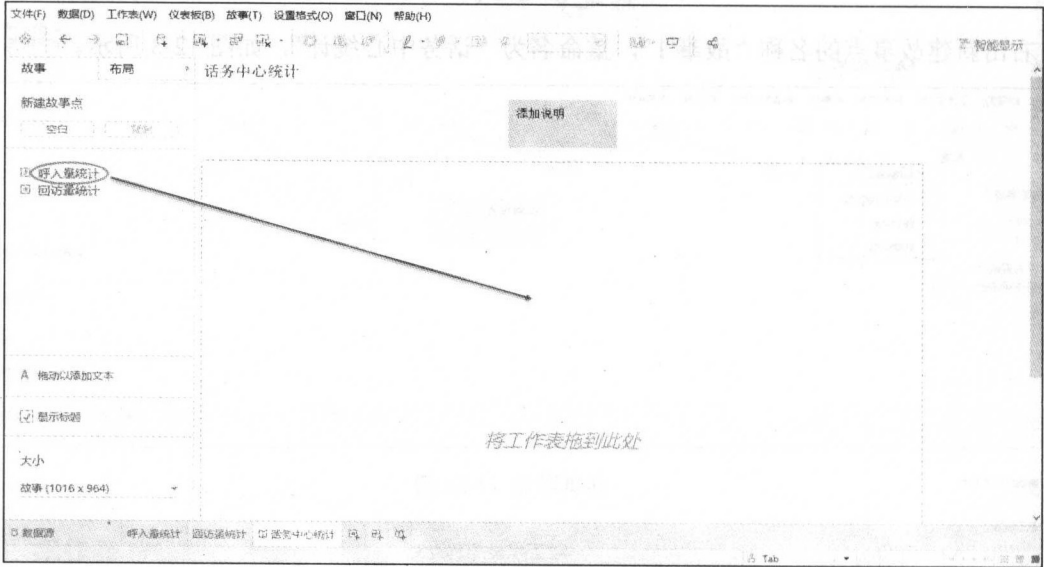 文件(F) 数据(D) 工作表(W) 仪表板(B) 故事(T) 设置格式(O) 窗口(N) 帮助(H)
智能显示
故事 布局
话务中心统计
新建故事点
空白
添加说明
呼入量统计
回访量统计
A 拖动以添加文本
显示标题
将工作表拖到此处
大小
故事 (1016 x 964)
数据源 呼入量统计 回访量统计 话务中心统计
Tab